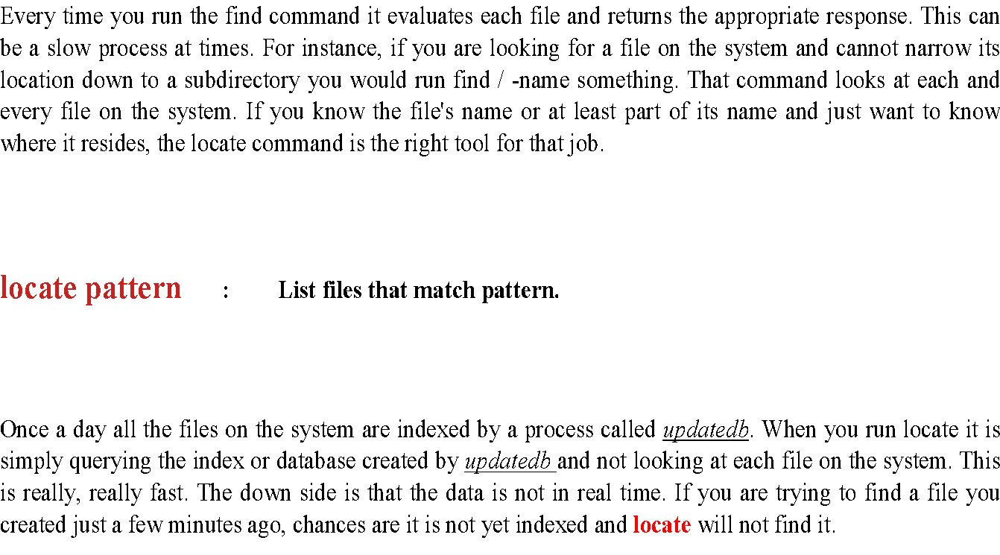 Every time you run the find command it evaluates each file and returns the appropriate response. This can
be a slow process at times. For instance, if you are looking for a file on the system and cannot narrow its
location down to a subdirectory you would run find / -name something. That command looks at each and
every file on the system. If you know the file's name or at least part of its name and just want to know
where it resides, the locate command is the right tool for that job.
locate pattern : List files that match pattern.
Once a day all the files on the system are indexed by a process called updatedb. When you run locate it is
simply querying the index or database created by updatedb and not looking at each file on the system. This
is really, really fast. The down side is that the data is not in real time. If you are trying to find a file you
created just a few minutes ago, chances are it is not yet indexed and locate will not find it.